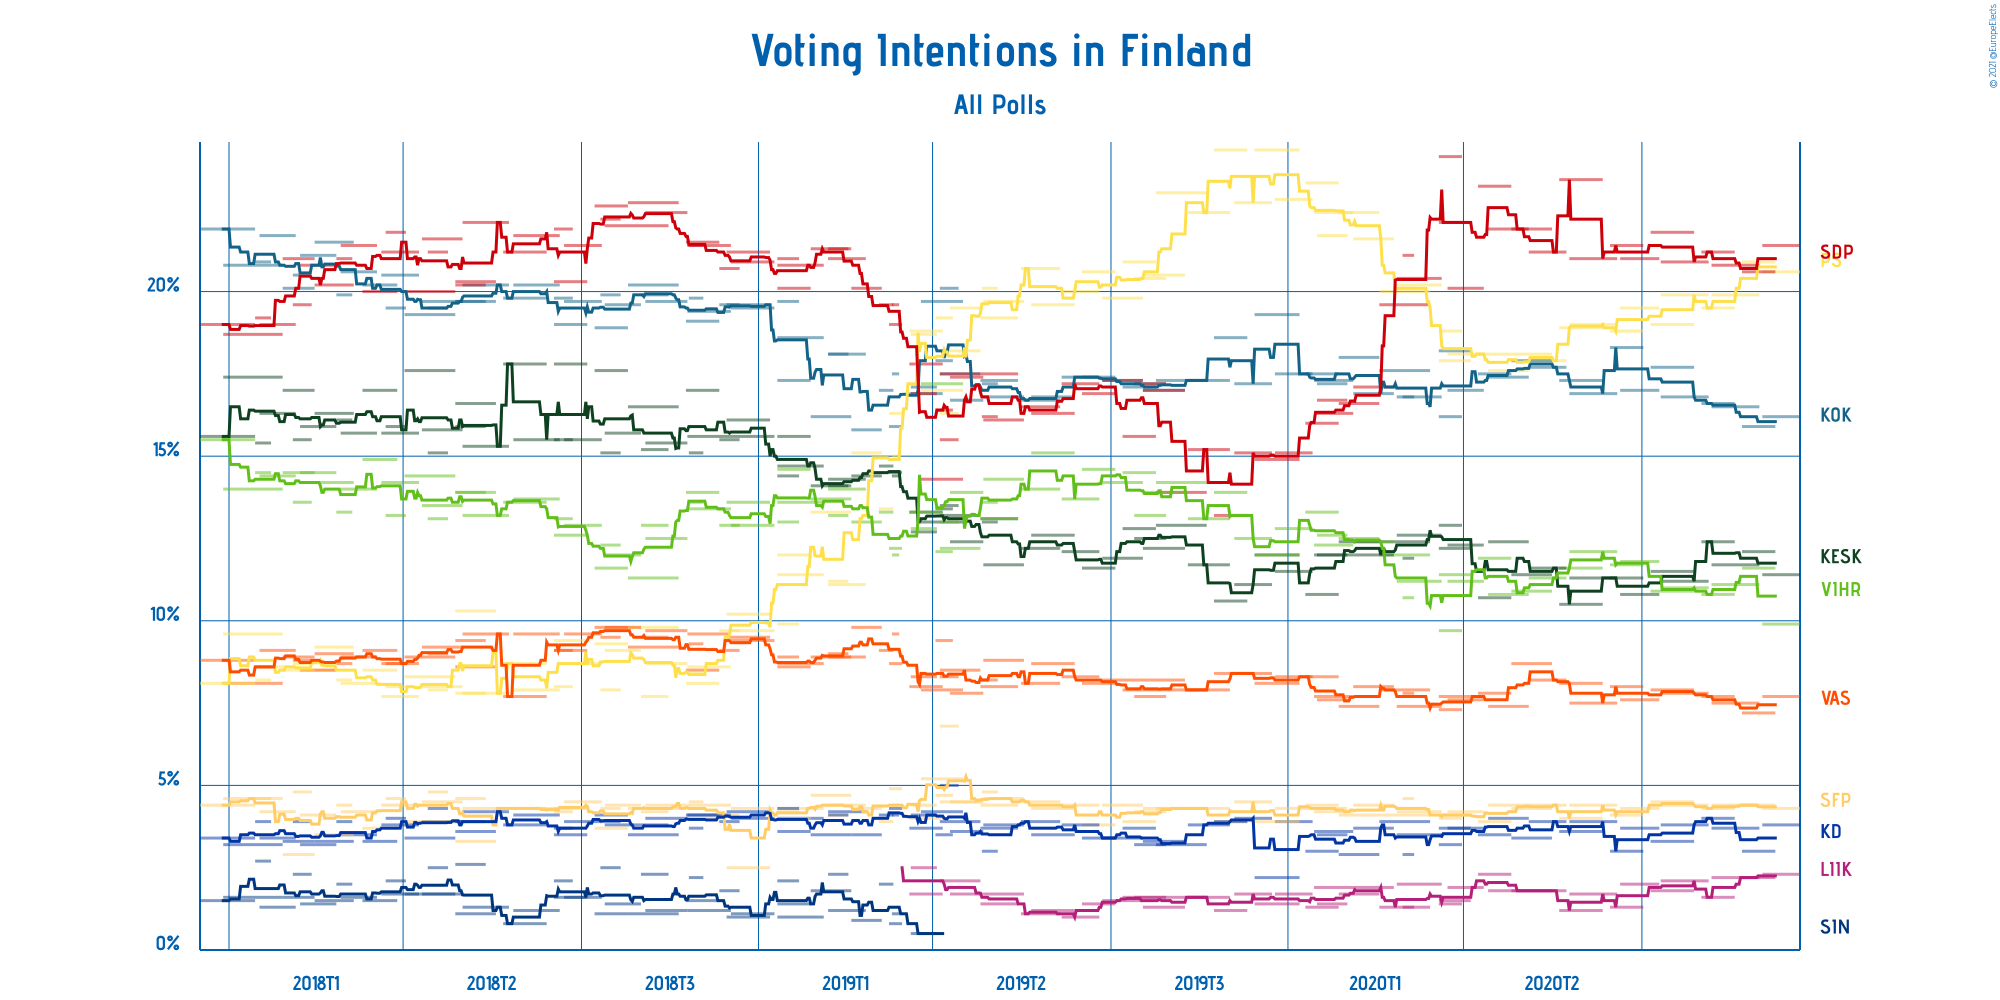 © 2021 @EuropeElects
Voting Intentions in Finland
All Polls
20%
15%
10%
5%
0%
SDP
PS
KOK
KESK
VIHR
VAS
SFP
KD
LIIK
SIN
2018T1 2018T2 2018T3 2019T1 2019T2 2019T3 2020T1 2020T2